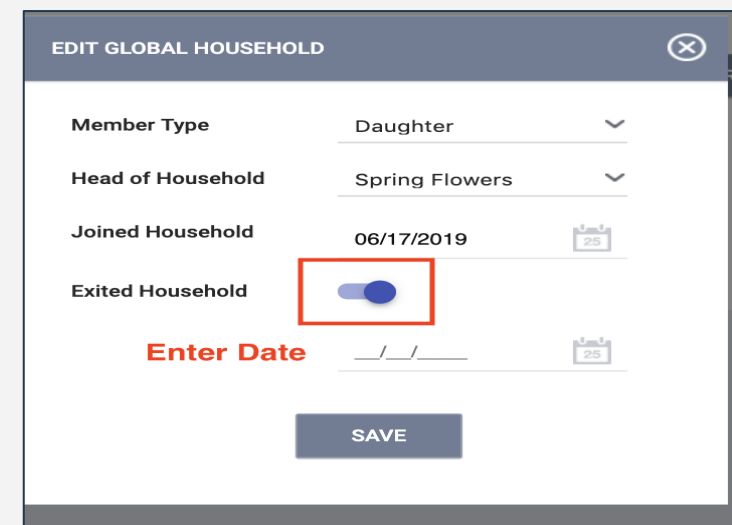 EDIT GLOBAL HOUSEHOLD
Member Type Daughter
Head of Household Spring Flowers
Joined Household 06/17/2019 25
Exited Household
Enter Date __/__/____ 25
SAVE